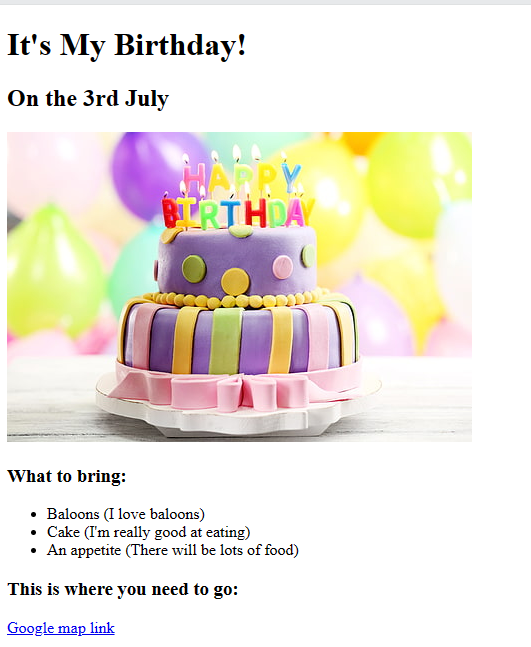 It's My Birthday!
On the 3rd July
HAPPY
BIRTHDAY
What to bring:
Baloons (I love baloons)
Cake (I'm really good at eating)
An appetite (There will be lots of food)
This is where you need to go:
Google map link